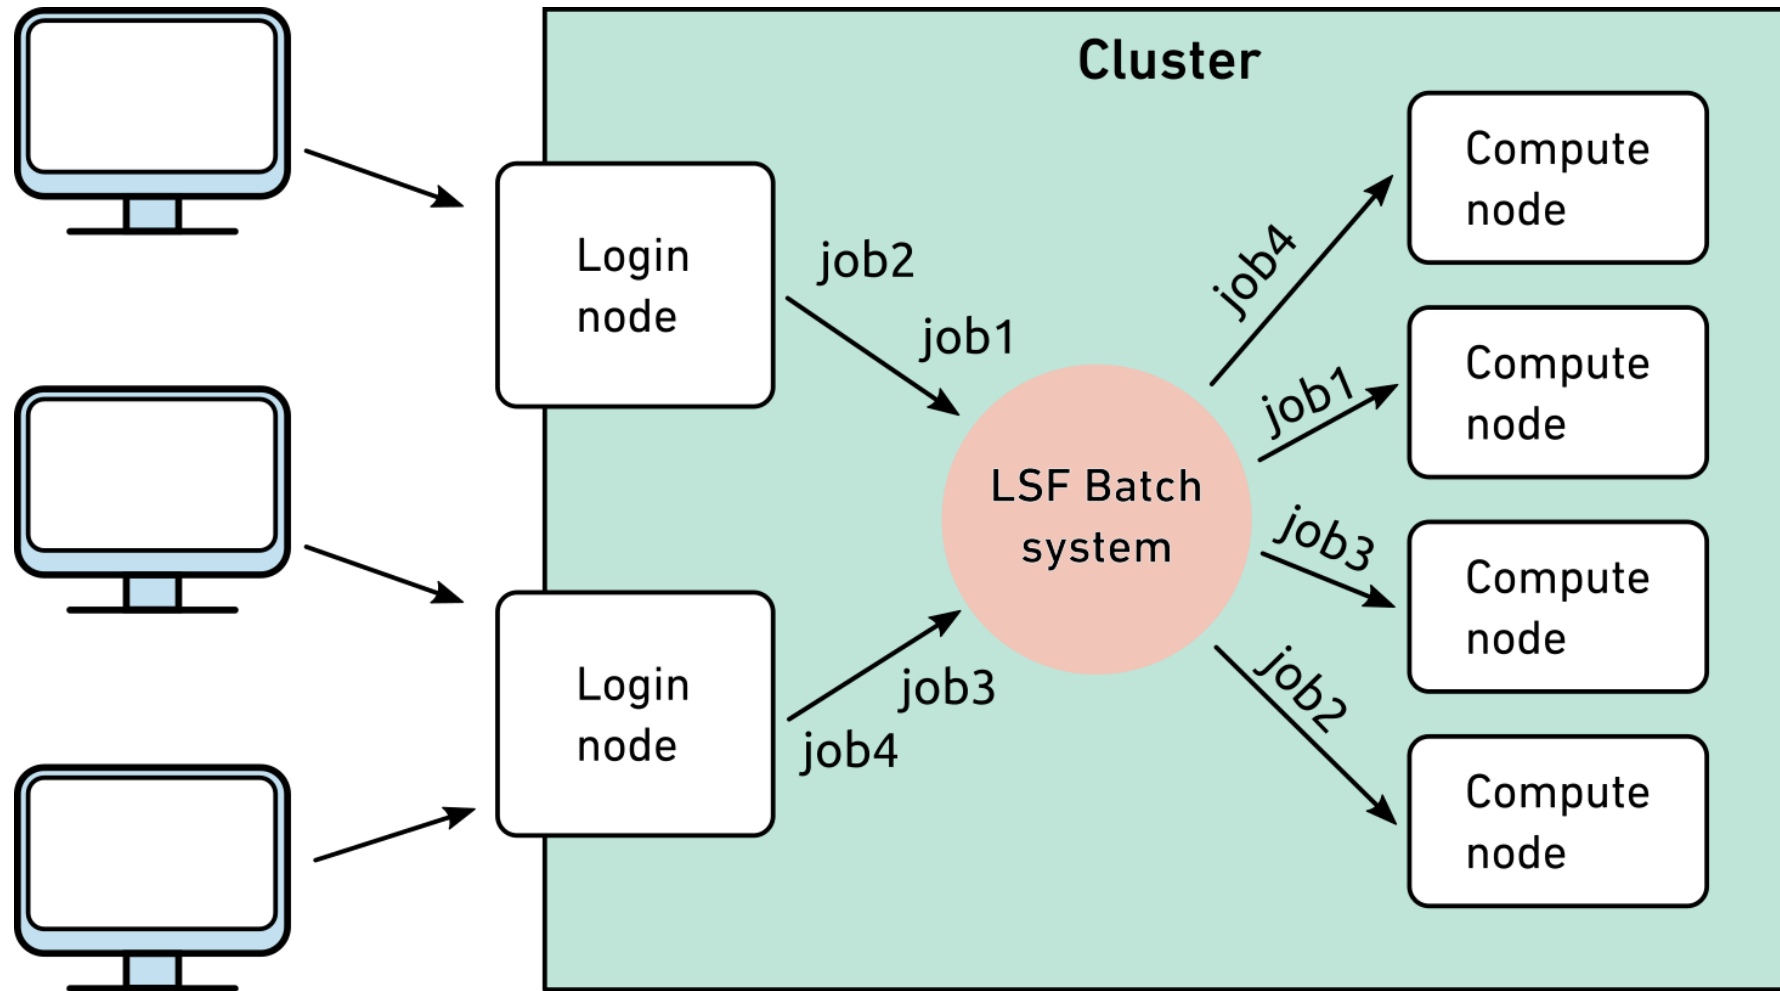 Cluster
Login
node
job2
job1
Login
node
job3
job4
LSF Batch
system
job4
job1
job3
job2
Compute
node
Compute
node
Compute
node
Compute
node